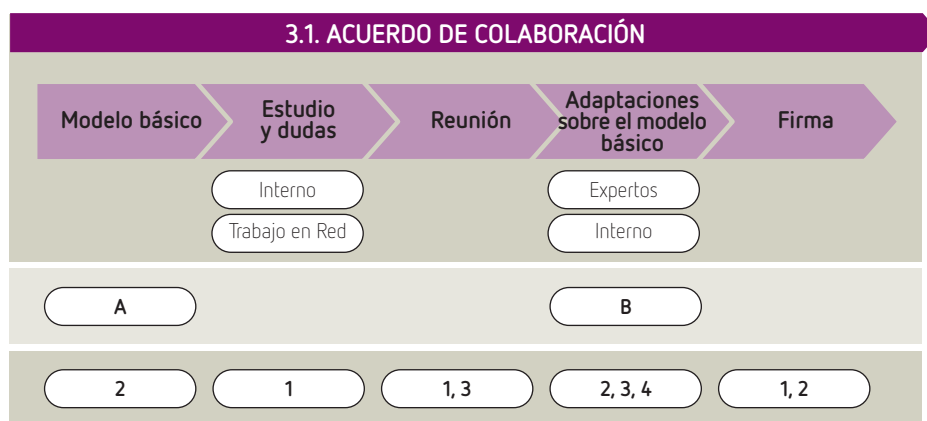 3.1. ACUERDO DE COLABORACIÓN
Modelo básico
Estudio
y dudas
Reunión
Adaptaciones
sobre el modelo
básico
Firma
Interno
Expertos
Trabajo en Red
Interno
A
B
2
1
1, 3
2, 3, 4
1, 2